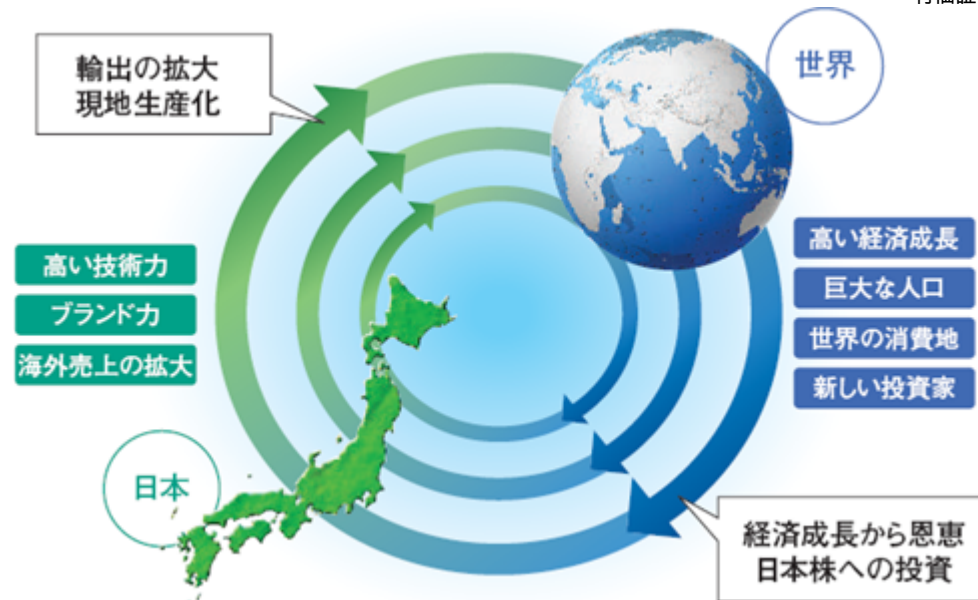 輸出の拡大
現地生産化
世界
高い技術力
ブランド力
海外売上の拡大
高い経済成長
巨大な人口
世界の消費地
新しい投資家
日本
経済成長から恩恵
日本株への投資